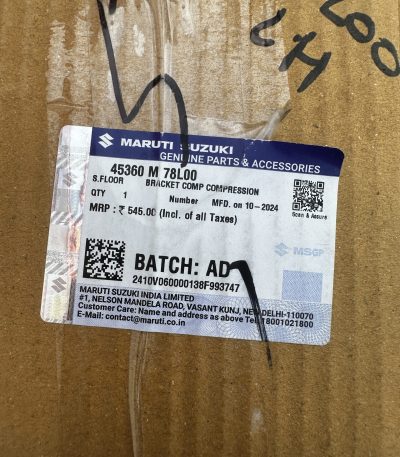 200
LH
MARUTI SUZUKI
GENUINE PARTS & ACCESSORIES
45360 M 78L00
S.FLOOR BRACKET COMP COMPRESSION
QTY 1 Number MFD. on 10-2024
MRP : ₹ 545.00 (Incl. of all Taxes)
Scan & Assure
MSGP
BATCH: AD
2410V060000138F993747
MARUTI SUZUKI INDIA LIMITED
#1, NELSON MANDELA ROAD, VASANT KUNJ, NEW DELHI-110070
Customer Care: Name and address as above Tel: 18001021800
E-Mail: contact@maruti.co.in